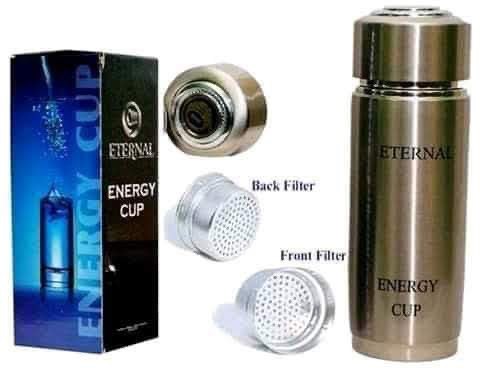 ENERGY CUP
ETERNAL
ENERGY
CUP
Back Filter
Front Filter
ETERNAL
ENERGY
CUP